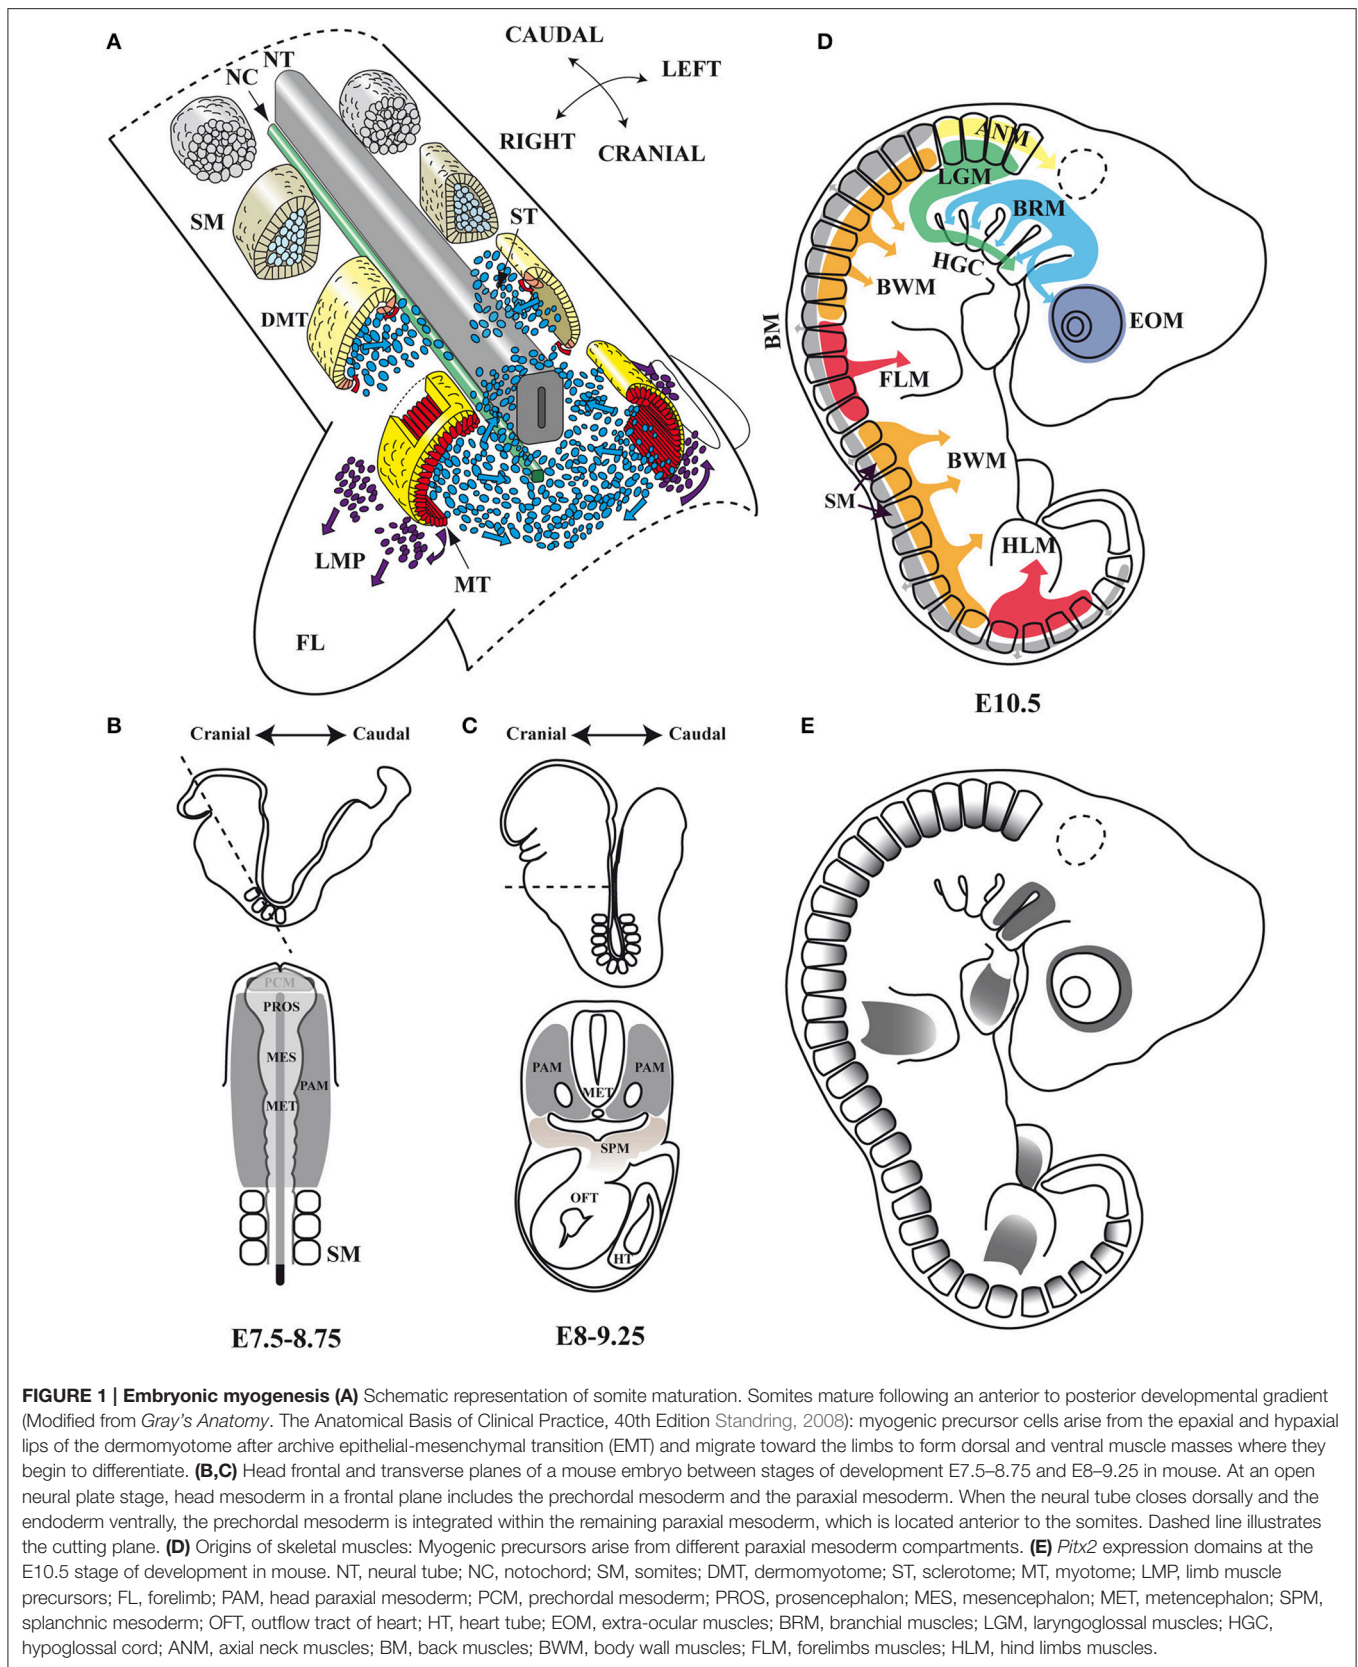 A
CAUDAL
LEFT
RIGHT
CRANIAL
NT
NC
SM
ST
DMT
LMP
MT
FL
D
ANM
LGM
BRM
HGC
BWM
EOM
BM
FLM
BWM
SM
HLM
E10.5
B
Cranial
Caudal
PCM
PROS
MES
PAM
MET
SM
E7.5-8.75
C
Cranial
Caudal
PAM
PAM
MET
SPM
OFT
HT
E8-9.25
E
FIGURE 1 | Embryonic myogenesis (A) Schematic representation of somite maturation. Somites mature following an anterior to posterior developmental gradient
(Modified from Gray's Anatomy. The Anatomical Basis of Clinical Practice, 40th Edition Standring, 2008): myogenic precursor cells arise from the epaxial and hypaxial
lips of the dermomyotome after archive epithelial-mesenchymal transition (EMT) and migrate toward the limbs to form dorsal and ventral muscle masses where they
begin to differentiate. (B,C) Head frontal and transverse planes of a mouse embryo between stages of development E7.5–8.75 and E8–9.25 in mouse. At an open
neural plate stage, head mesoderm in a frontal plane includes the prechordal mesoderm and the paraxial mesoderm. When the neural tube closes dorsally and the
endoderm ventrally, the prechordal mesoderm is integrated within the remaining paraxial mesoderm, which is located anterior to the somites. Dashed line illustrates
the cutting plane. (D) Origins of skeletal muscles: Myogenic precursors arise from different paraxial mesoderm compartments. (E) Pitx2 expression domains at the
E10.5 stage of development in mouse. NT, neural tube; NC, notochord; SM, somites; DMT, dermomyotome; ST, sclerotome; MT, myotome; LMP, limb muscle
precursors; FL, forelimb; PAM, head paraxial mesoderm; PCM, prechordal mesoderm; PROS, prosencephalon; MES, mesencephalon; MET, metencephalon; SPM,
splanchnic mesoderm; OFT, outflow tract of heart; HT, heart tube; EOM, extra-ocular muscles; BRM, branchial muscles; LGM, laryngoglossal muscles; HGC,
hypoglossal cord; ANM, axial neck muscles; BM, back muscles; BWM, body wall muscles; FLM, forelimbs muscles; HLM, hind limbs muscles.